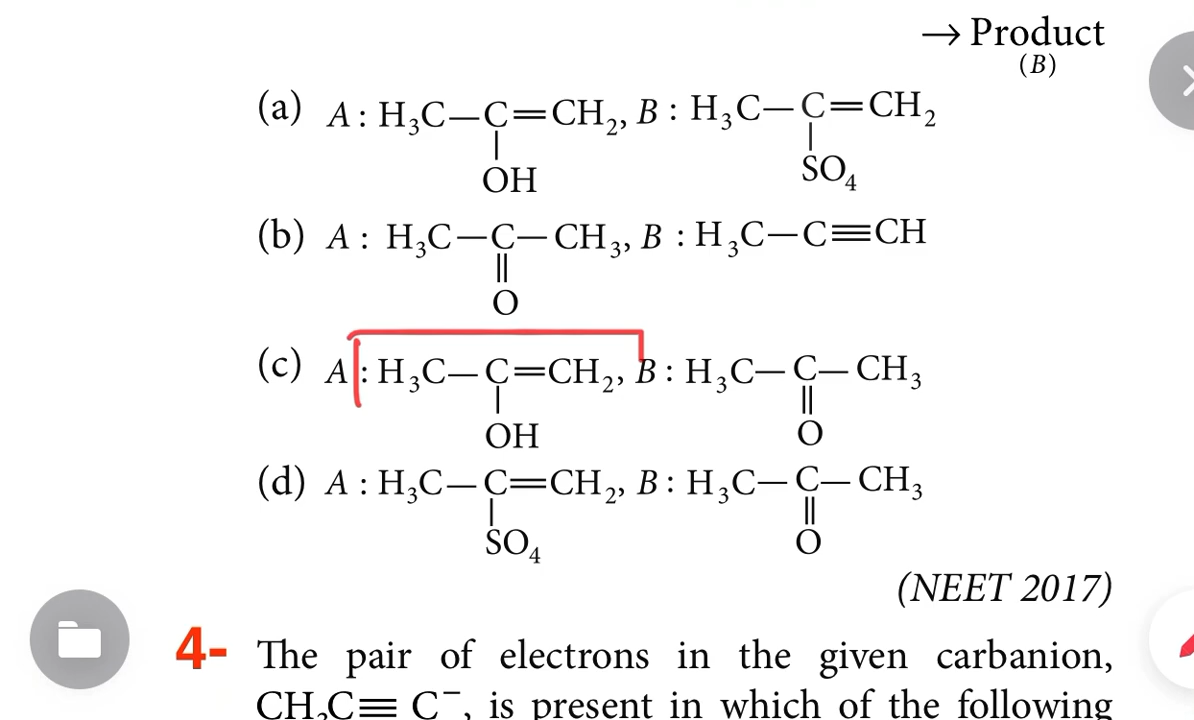 → Product
(B)
(a) A : H₃C—C=CH₂, B : H₃C—C=CH₂
OH SO₄
(b) A : H₃C—C—CH₃, B : H₃C—C≡CH
O
(c) A : H₃C—C=CH₂, B : H₃C—C—CH₃
OH O
(d) A : H₃C—C=CH₂, B : H₃C—C—CH₃
SO₄ O
(NEET 2017)
4- The pair of electrons in the given carbanion,
CH₃C≡C⁻, is present in which of the following